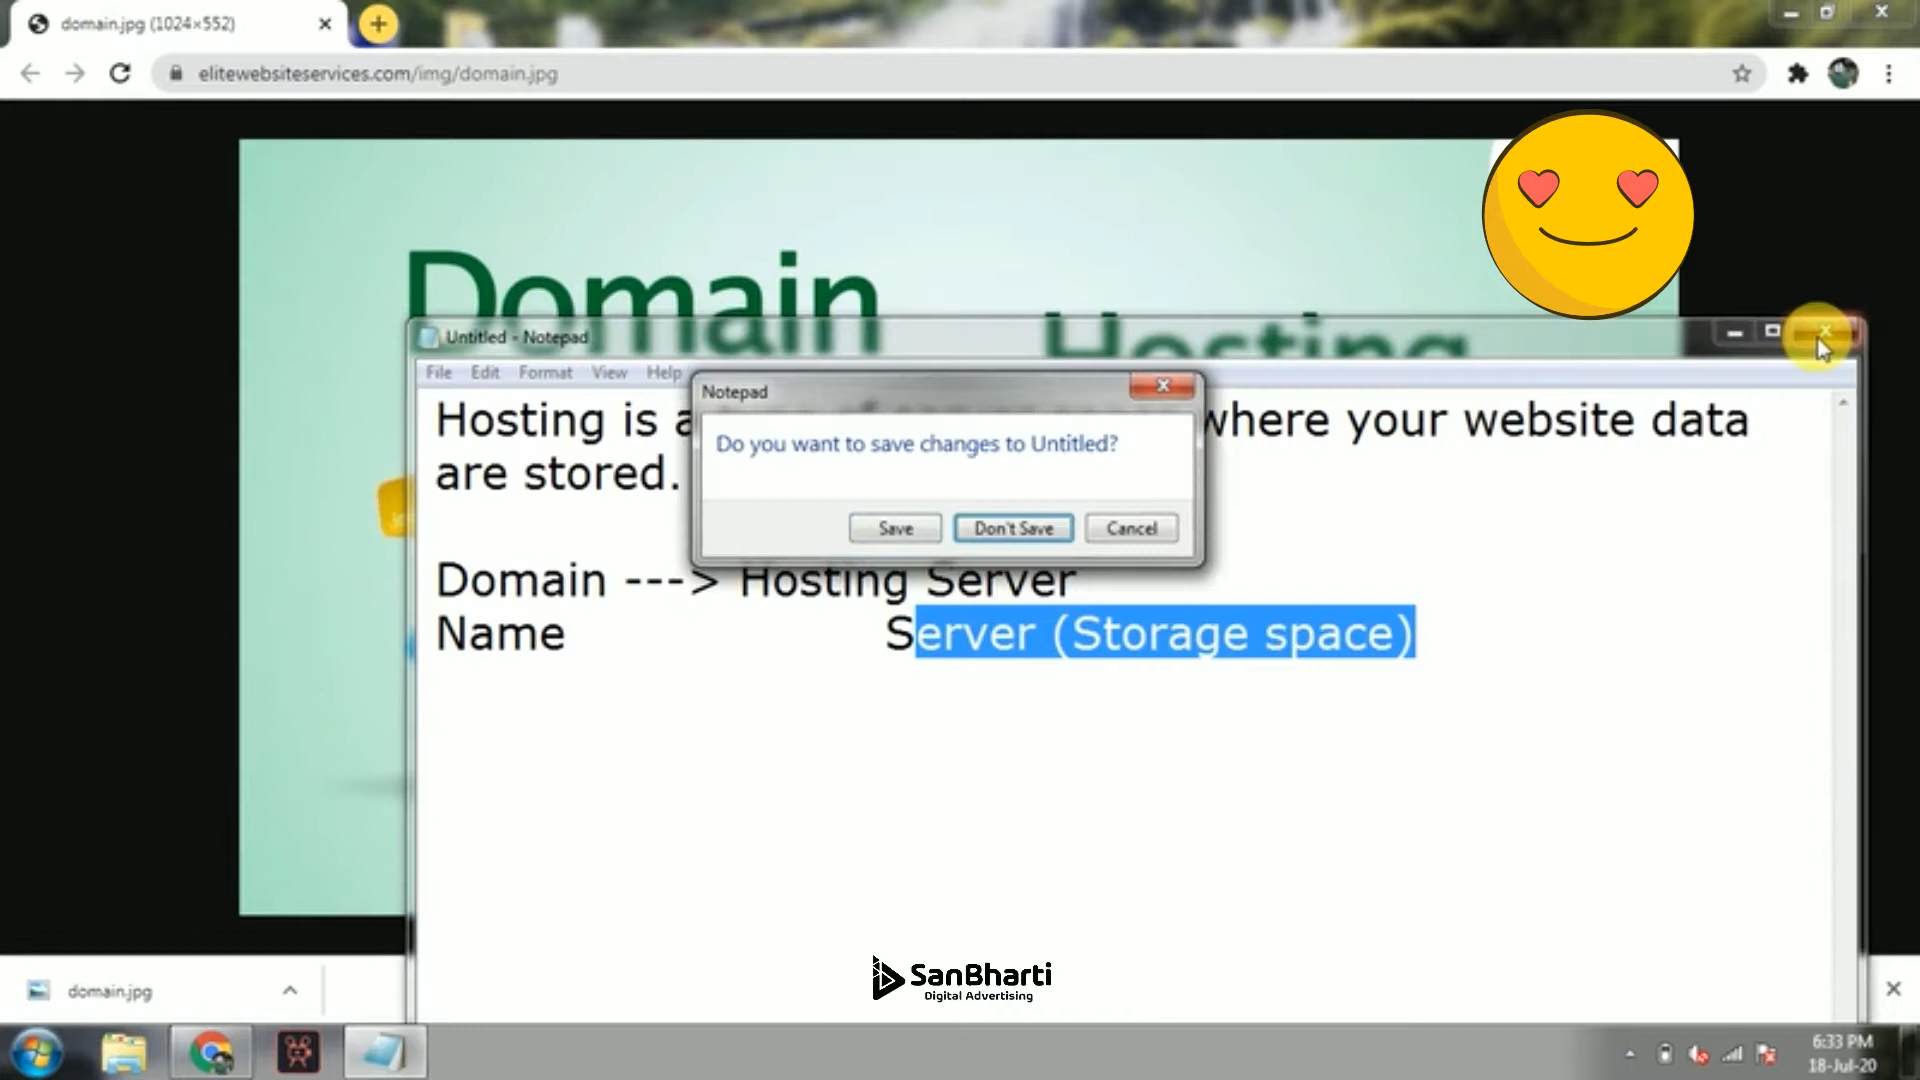 domain.jpg (1024×552)
elitewebsiteservices.com/img/domain.jpg
Domain
Hosting
Untitled - Notepad
File Edit Format View Help
Notepad
Do you want to save changes to Untitled?
Save Don't Save Cancel
Hosting is a where your website data
are stored.
Domain ---> Hosting Server
Name Server (Storage space)
SanBharti
Digital Advertising
domain.jpg
6:33 PM
18-Jul-20